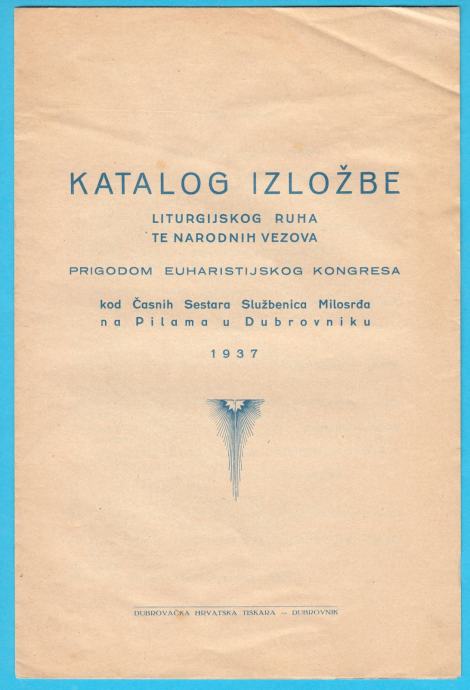 KATALOG IZLOŽBE
LITURGIJSKOG RUHA
TE NARODNIH VEZOVA
PRIGODOM EUHARISTIJSKOG KONGRESA
kod Časnih Sestara Službenica Milosrđa
na Pilama u Dubrovniku
1937
DUBROVAČKA HRVATSKA TISKARA — DUBROVNIK